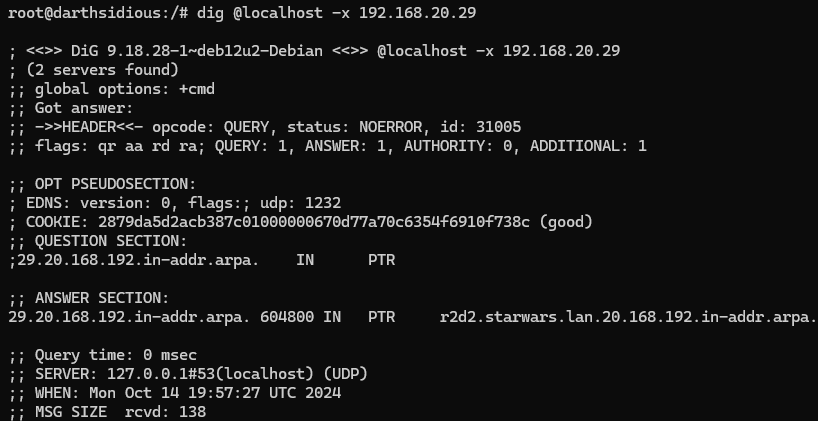 root@darthsidious:/# dig @localhost -x 192.168.20.29
; <<>> DiG 9.18.28-1~deb12u2-Debian <<>> @localhost -x 192.168.20.29
; (2 servers found)
;; global options: +cmd
;; Got answer:
;; ->>HEADER<<- opcode: QUERY, status: NOERROR, id: 31005
;; flags: qr aa rd ra; QUERY: 1, ANSWER: 1, AUTHORITY: 0, ADDITIONAL: 1
;; OPT PSEUDOSECTION:
; EDNS: version: 0, flags:; udp: 1232
; COOKIE: 2879da5d2acb387c01000000670d77a70c6354f6910f738c (good)
;; QUESTION SECTION:
;29.20.168.192.in-addr.arpa.    IN      PTR
;; ANSWER SECTION:
29.20.168.192.in-addr.arpa. 604800 IN   PTR     r2d2.starwars.lan.20.168.192.in-addr.arpa.
;; Query time: 0 msec
;; SERVER: 127.0.0.1#53(localhost) (UDP)
;; WHEN: Mon Oct 14 19:57:27 UTC 2024
;; MSG SIZE  rcvd: 138